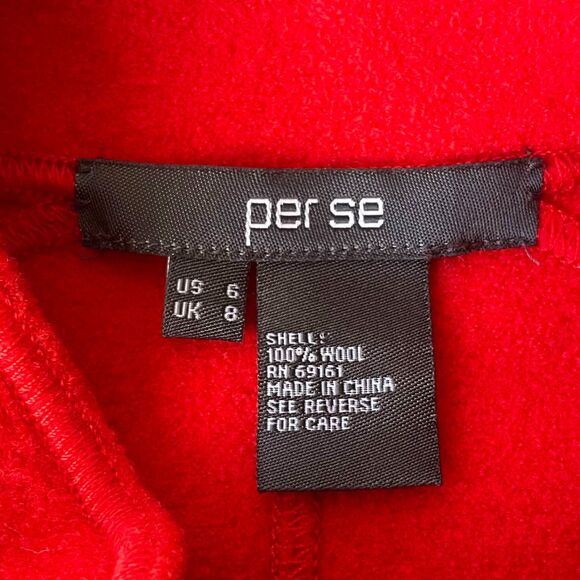 per se
US 6
UK 8
SHELL:
100% WOOL
RN 69161
MADE IN CHINA
SEE REVERSE
FOR CARE